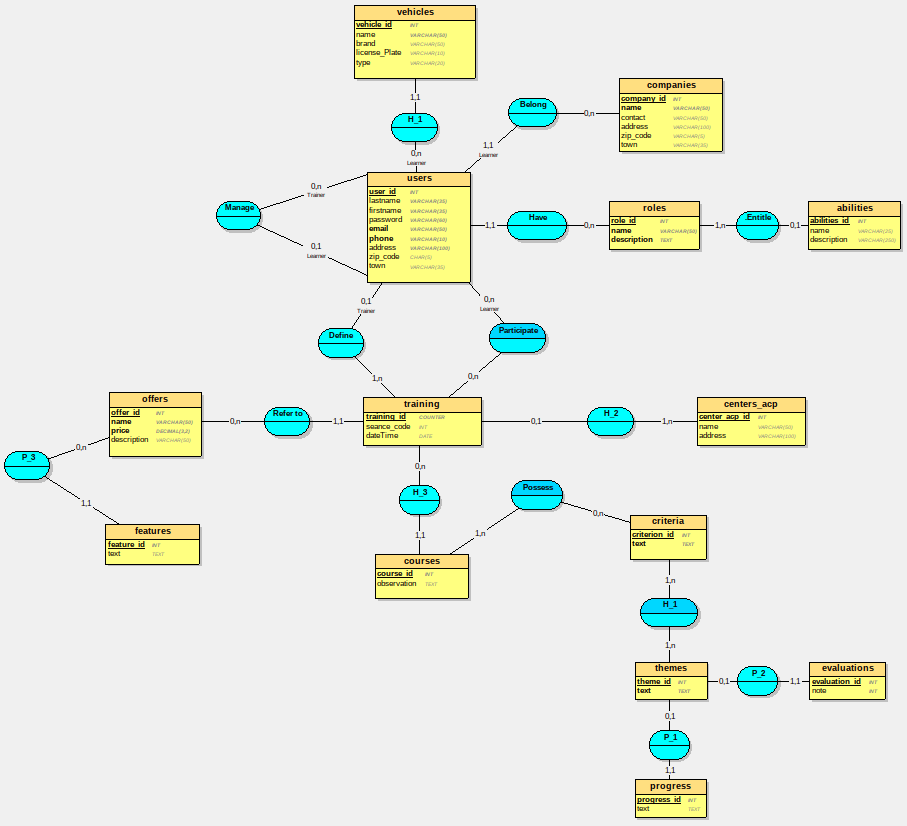 vehicles
vehicle_id INT
name VARCHAR(50)
brand VARCHAR(50)
license_Plate VARCHAR(10)
type VARCHAR(20)
1,1
H_1
0,n
Learner
Belong
0,n
1,1
Learner
companies
company_id INT
name VARCHAR(50)
contact VARCHAR(50)
address VARCHAR(100)
zip_code VARCHAR(5)
town VARCHAR(35)
Manage
0,n
Trainer
0,1
Learner
users
user_id INT
lastname VARCHAR(35)
firstname VARCHAR(35)
password VARCHAR(60)
email VARCHAR(50)
phone VARCHAR(10)
address VARCHAR(100)
zip_code CHAR(5)
town VARCHAR(35)
1,1
Have
0,n
roles
role_id INT
name VARCHAR(50)
description TEXT
1,n
.Entitle
0,1
abilities
abilities_id INT
name VARCHAR(25)
description VARCHAR(250)
0,1
Trainer
Define
1,n
0,n
Learner
Participate
0,n
offers
offer_id INT
name VARCHAR(60)
price DECIMAL(3,2)
description VARCHAR(50)
0,n
Refer to
1,1
training
training_id COUNTER
seance_code INT
dateTime DATE
0,1
H_2
1,n
centers_acp
center_acp_id INT
name VARCHAR(50)
address VARCHAR(100)
0,n
P_3
1,1
features
feature_id INT
text TEXT
0,n
H_3
1,1
courses
course_id INT
observation TEXT
1,n
Possess
0,n
criteria
criterion_id INT
text TEXT
1,n
H_1
1,n
themes
theme_id INT
text TEXT
0,1
P_2
1,1
evaluations
evaluation_id INT
note INT
0,1
P_1
1,1
progress
progress_id INT
text TEXT